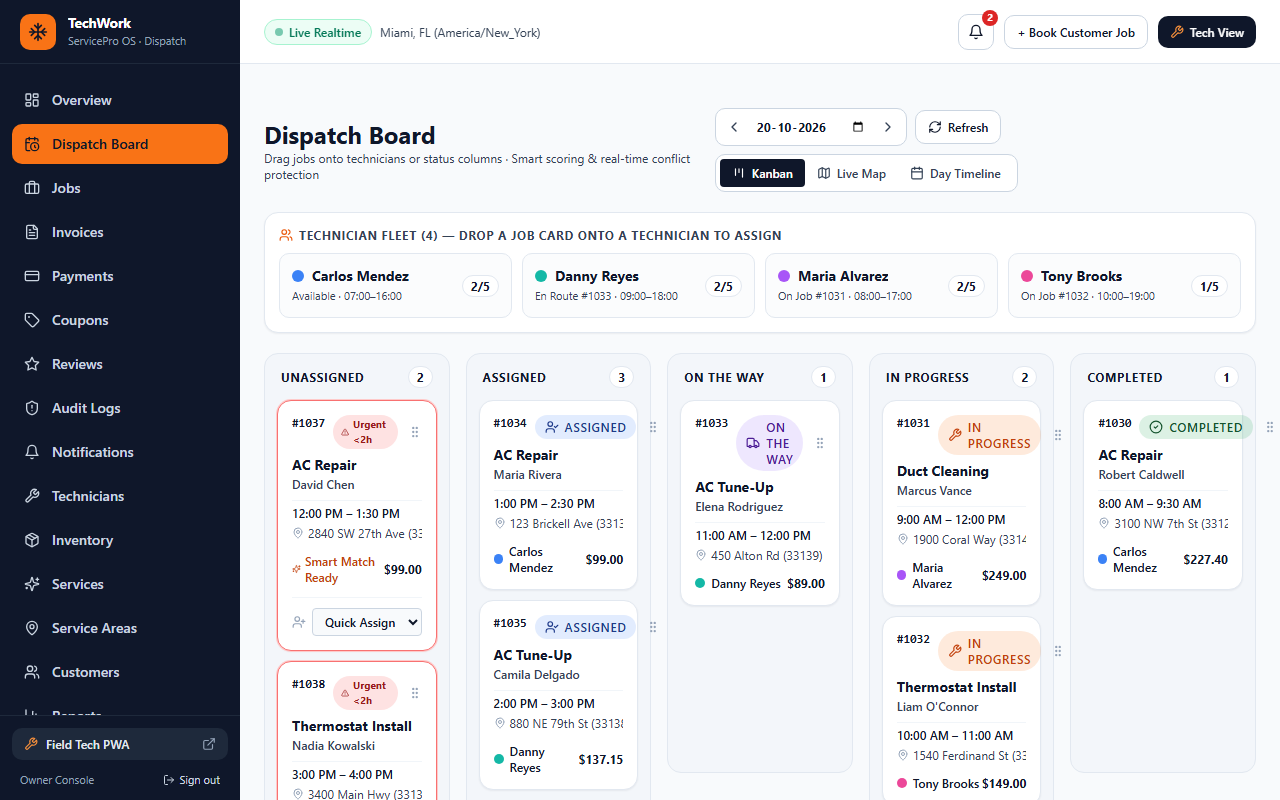 TechWork
ServicePro OS · Dispatch
Live Realtime
Miami, FL (America/New_York)
2
+ Book Customer Job
Tech View
Overview
Dispatch Board
Jobs
Invoices
Payments
Coupons
Reviews
Audit Logs
Notifications
Technicians
Inventory
Services
Service Areas
Customers
Reports
Field Tech PWA
Owner Console
Sign out
Dispatch Board
Drag jobs onto technicians or status columns · Smart scoring & real-time conflict
protection
20-10-2026
Refresh
Kanban
Live Map
Day Timeline
TECHNICIAN FLEET (4) — DROP A JOB CARD ONTO A TECHNICIAN TO ASSIGN
Carlos Mendez
Available · 07:00–16:00
2/5
Danny Reyes
En Route #1033 · 09:00–18:00
2/5
Maria Alvarez
On Job #1031 · 08:00–17:00
2/5
Tony Brooks
On Job #1032 · 10:00–19:00
1/5
UNASSIGNED
2
#1037
Urgent
<2h
AC Repair
David Chen
12:00 PM – 1:30 PM
2840 SW 27th Ave (33
Smart Match
Ready
$99.00
Quick Assign
#1038
Urgent
<2h
Thermostat Install
Nadia Kowalski
3:00 PM – 4:00 PM
3400 Main Hwy (3313
ASSIGNED
3
#1034
ASSIGNED
AC Repair
Maria Rivera
1:00 PM – 2:30 PM
123 Brickell Ave (3313
Carlos
Mendez
$99.00
#1035
ASSIGNED
AC Tune-Up
Camila Delgado
2:00 PM – 3:00 PM
880 NE 79th St (33138
Danny
Reyes
$137.15
ON THE WAY
1
#1033
ON
THE
WAY
AC Tune-Up
Elena Rodriguez
11:00 AM – 12:00 PM
450 Alton Rd (33139)
Danny Reyes
$89.00
IN PROGRESS
2
#1031
IN
PROGRESS
Duct Cleaning
Marcus Vance
9:00 AM – 12:00 PM
1900 Coral Way (3314
Maria
Alvarez
$249.00
#1032
IN
PROGRESS
Thermostat Install
Liam O'Connor
10:00 AM – 11:00 AM
1540 Ferdinand St (33
Tony Brooks
$149.00
COMPLETED
1
#1030
COMPLETED
AC Repair
Robert Caldwell
8:00 AM – 9:30 AM
3100 NW 7th St (3312
Carlos
Mendez
$227.40